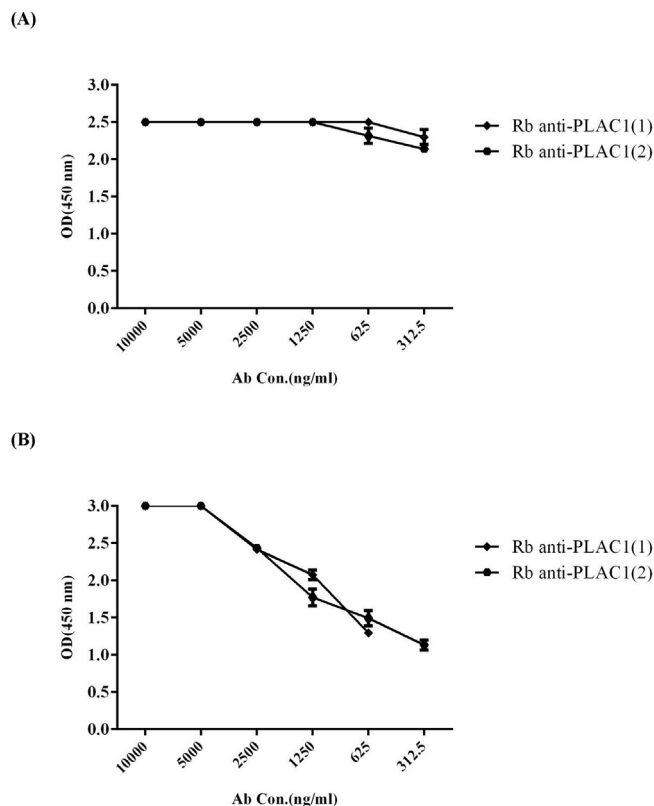 (A)
3.0
2.5
2.0
1.5
1.0
0.5
0.0
OD(450 nm)
10000
5000
2500
1250
625
312.5
Ab Con.(ng/ml)
Rb anti-PLAC1(1)
Rb anti-PLAC1(2)
(B)
3.0
2.5
2.0
1.5
1.0
0.5
0.0
OD(450 nm)
10000
5000
2500
1250
625
312.5
Ab Con.(ng/ml)
Rb anti-PLAC1(1)
Rb anti-PLAC1(2)